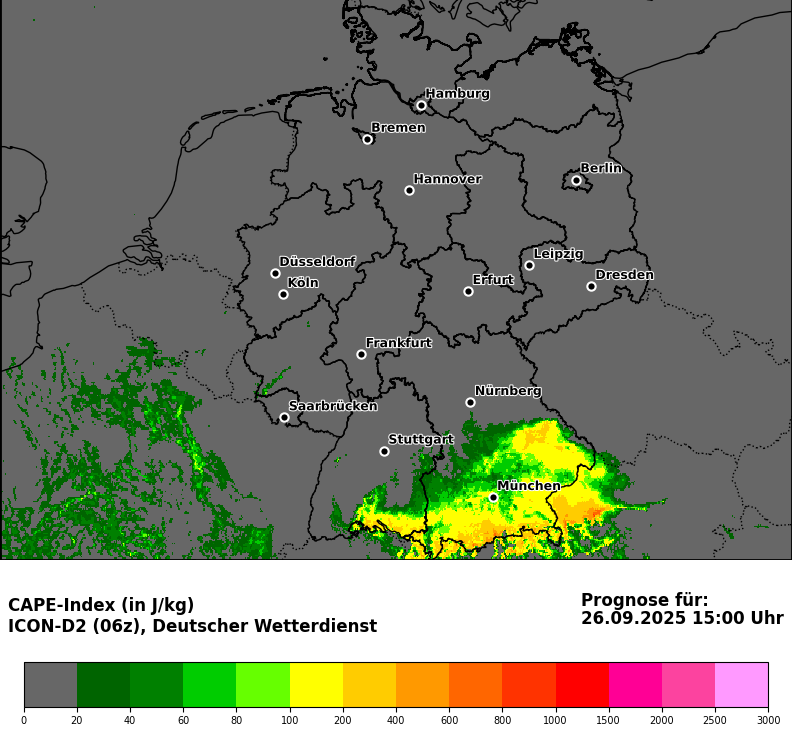 Hamburg
Bremen
Berlin
Hannover
Leipzig
Düsseldorf
Dresden
Köln
Erfurt
Frankfurt
Nürnberg
Saarbrücken
Stuttgart
München
CAPE-Index (in J/kg)
ICON-D2 (06z), Deutscher Wetterdienst
Prognose für:
26.09.2025 15:00 Uhr
0 20 40 60 80 100 200 400 600 800 1000 1500 2000 2500 3000